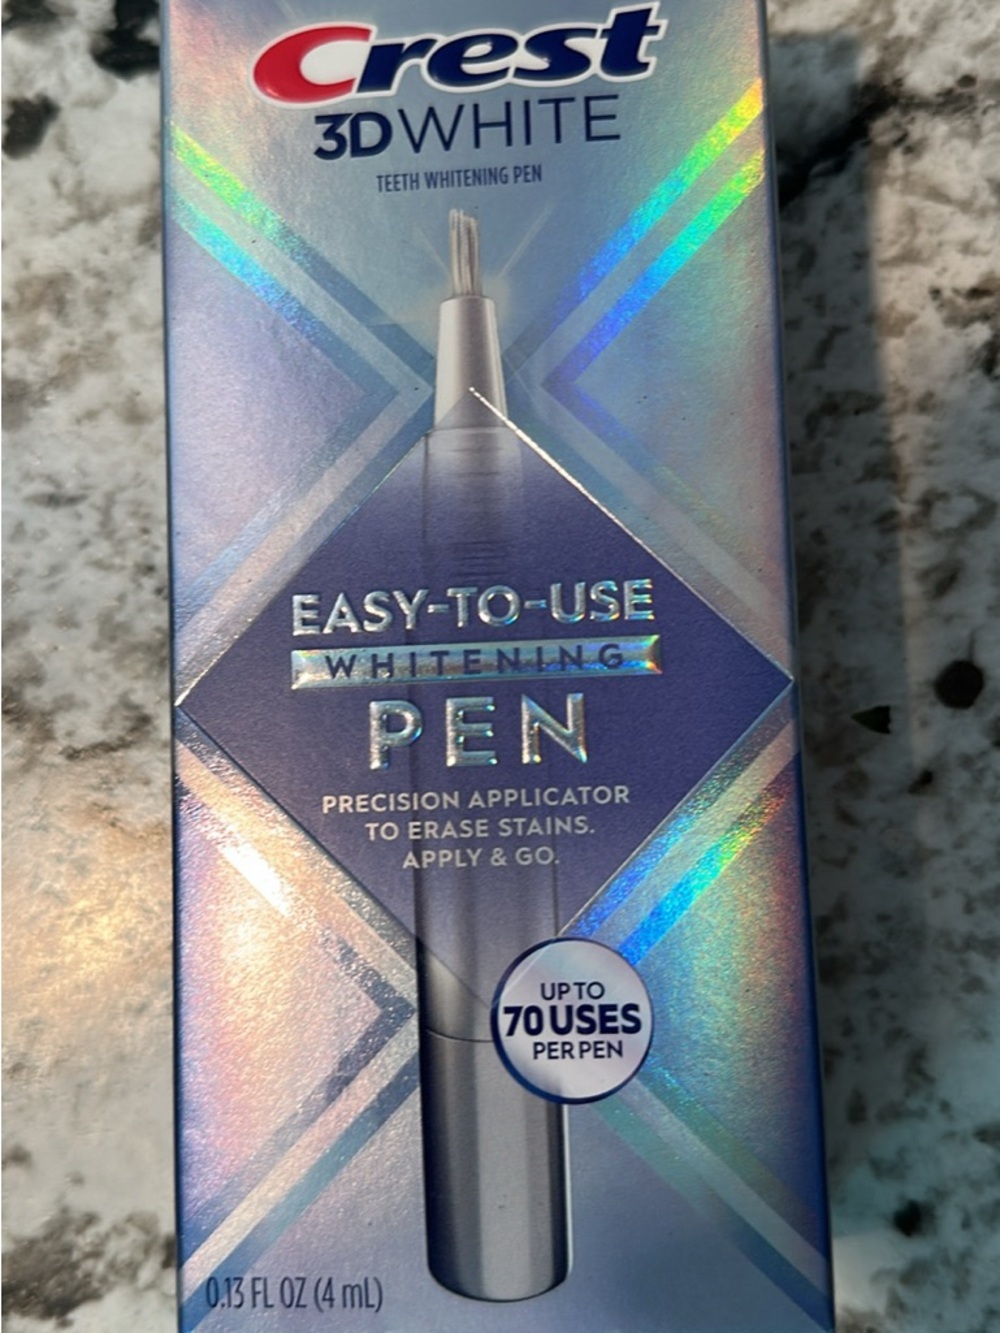 Crest
3D WHITE
TEETH WHITENING PEN
EASY-TO-USE
WHITENING
PEN
PRECISION APPLICATOR
TO ERASE STAINS.
APPLY & GO.
UP TO
70 USES
PER PEN
0.13 FL OZ (4 mL)